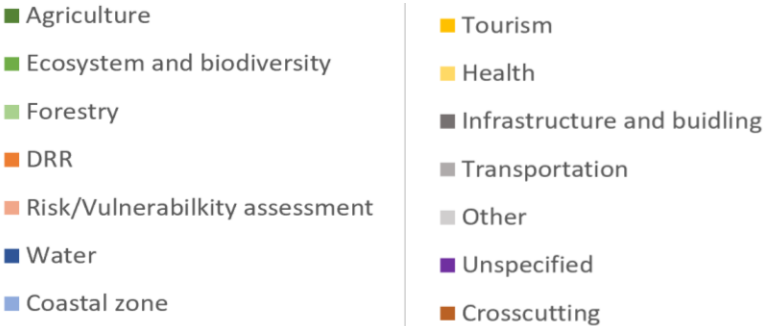 Agriculture
Ecosystem and biodiversity
Forestry
DRR
Risk/Vulnerabilkity assessment
Water
Coastal zone
Tourism
Health
Infrastructure and buidling
Transportation
Other
Unspecified
Crosscutting